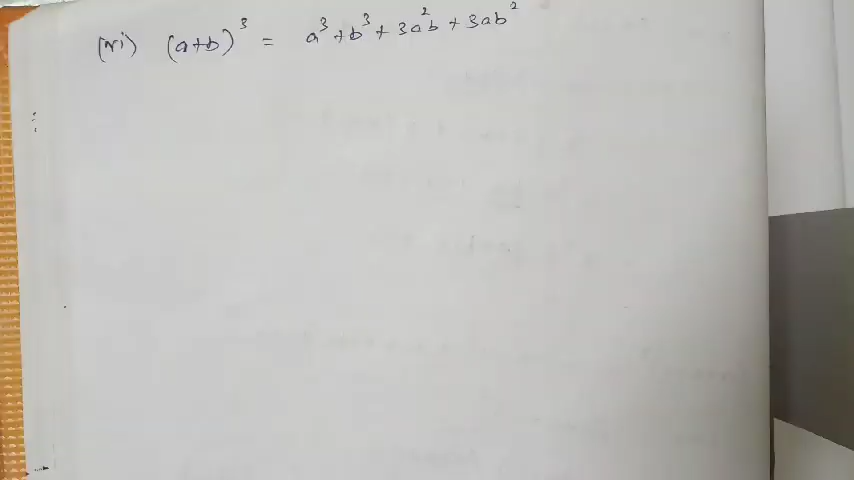 (vi) (a+b)³ = a³+b³+3a²b+3ab²